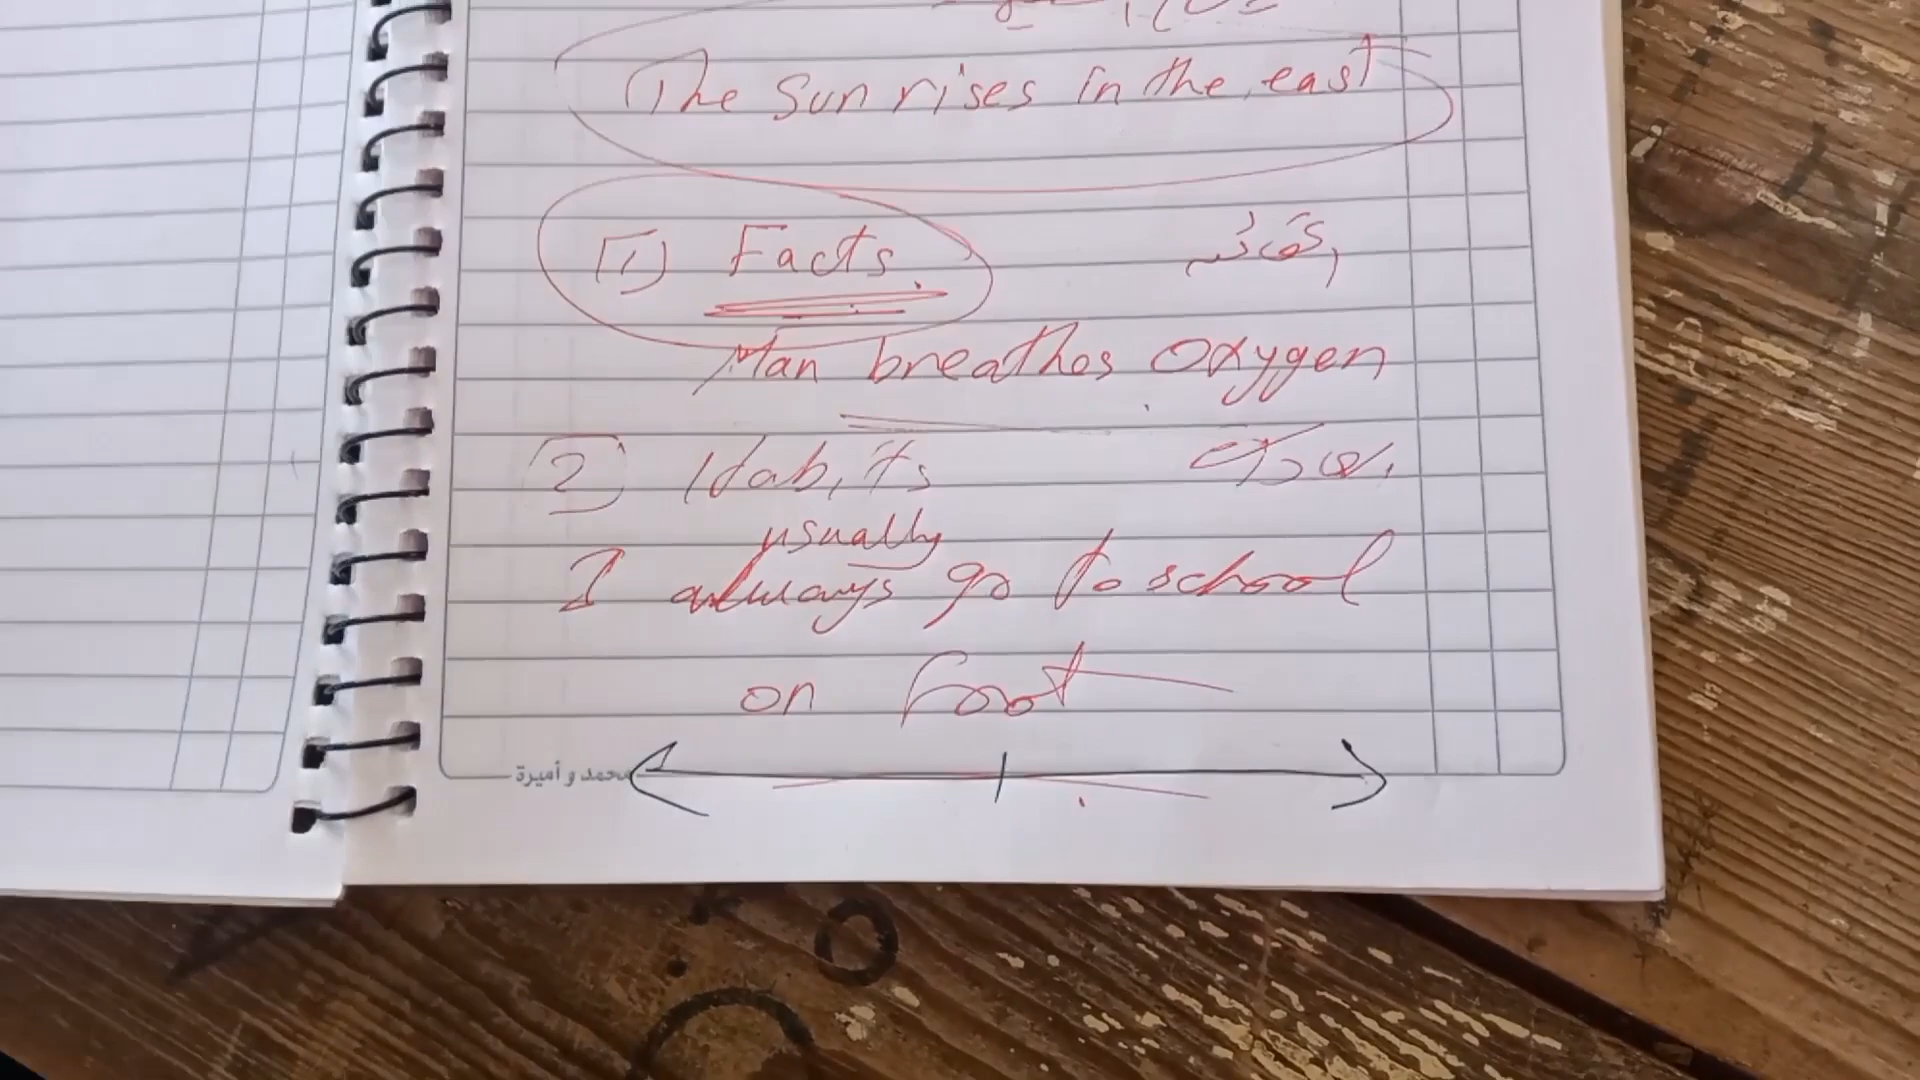 The Sun rises in the east
(1) Facts حقائق
Man breathes oxygen
2 Habits
usually
I always go to school
on foot
محمد و أميرة